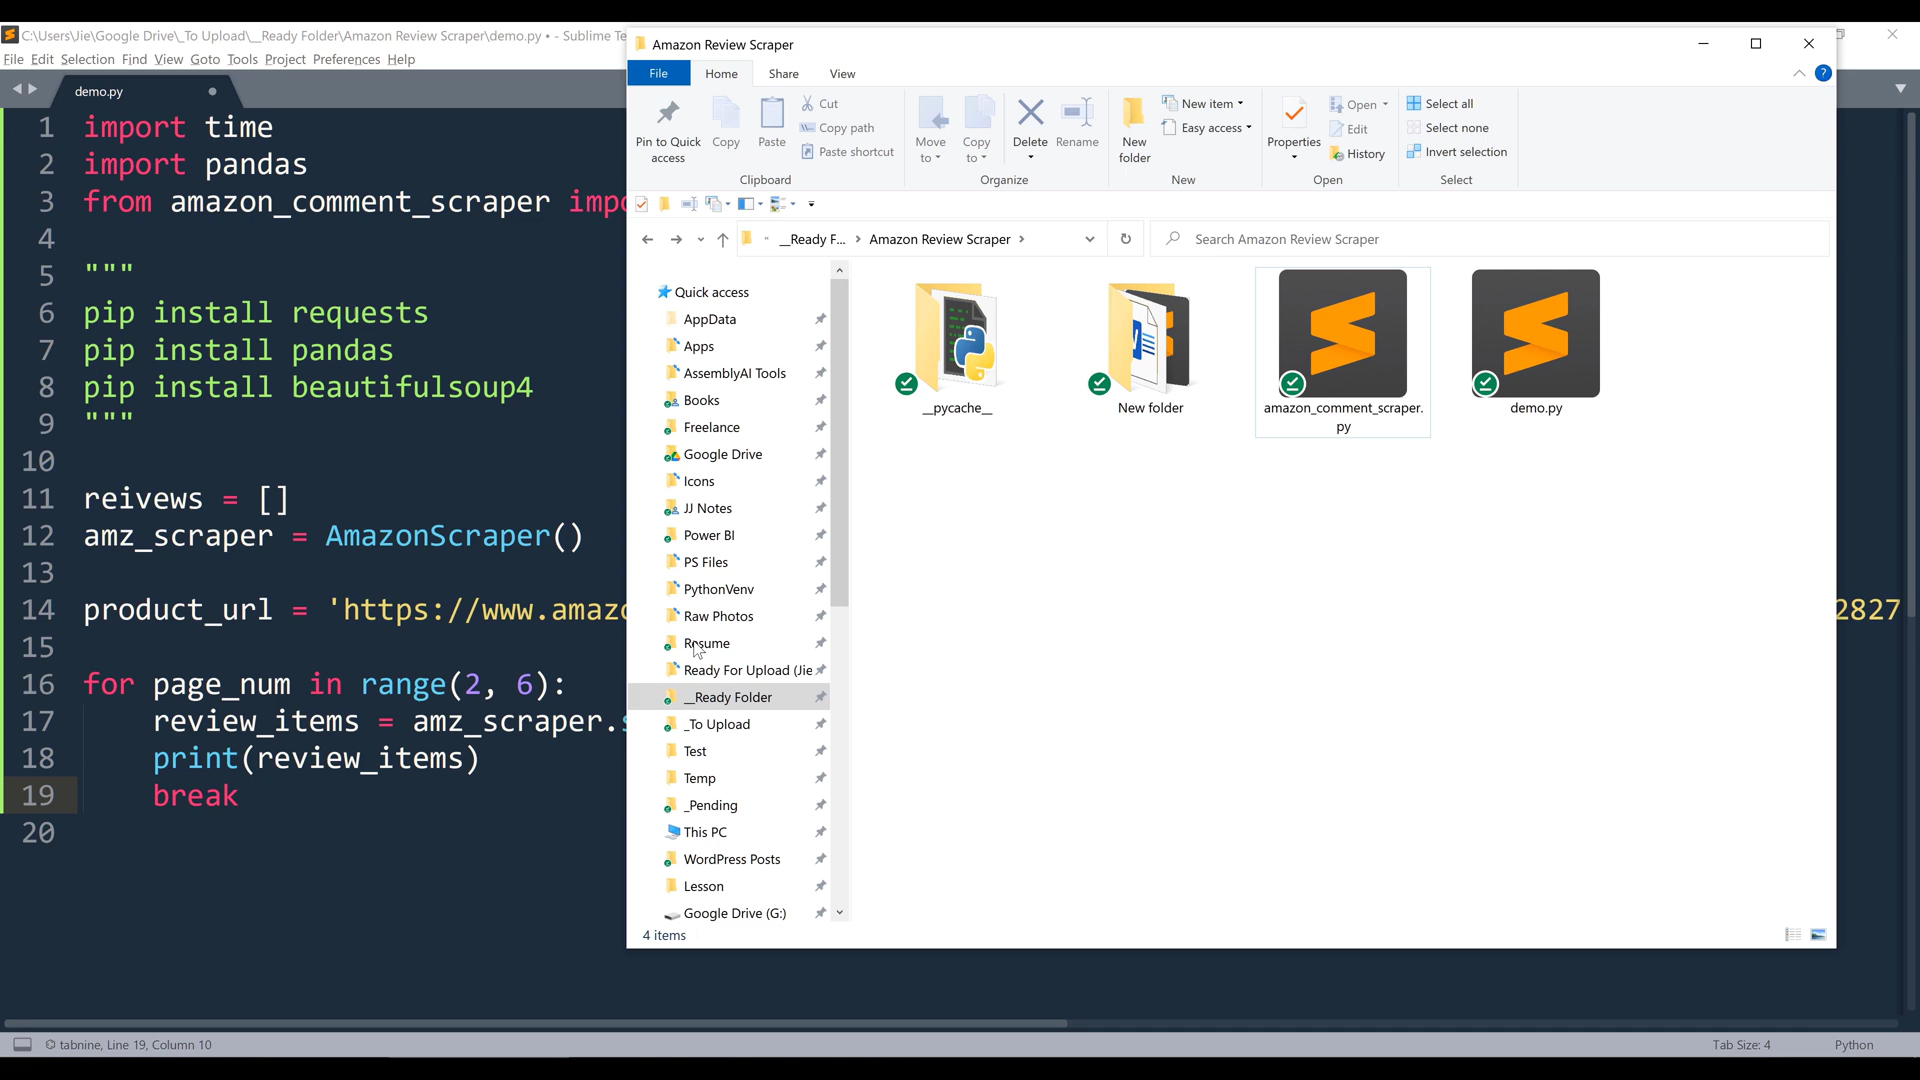 C:\Users\Jie\Google Drive\_To Upload\__Ready Folder\Amazon Review Scraper\demo.py • - Sublime Te
File Edit Selection Find View Goto Tools Project Preferences Help
demo.py
1 import time
2 import pandas
3 from amazon_comment_scraper impo
4
5 """
6 pip install requests
7 pip install pandas
8 pip install beautifulsoup4
9 """
10
11 reivews = []
12 amz_scraper = AmazonScraper()
13
14 product_url = 'https://www.amazo
2827
15
16 for page_num in range(2, 6):
17 review_items = amz_scraper.s
18 print(review_items)
19 break
20
tabnine, Line 19, Column 10
Tab Size: 4
Python
Amazon Review Scraper
File Home Share View
Pin to Quick access
Copy
Paste
Cut
Copy path
Paste shortcut
Clipboard
Move to
Copy to
Delete
Rename
Organize
New folder
New item
Easy access
New
Properties
Open
Edit
History
Open
Select all
Select none
Invert selection
Select
__Ready F... › Amazon Review Scraper ›
Search Amazon Review Scraper
Quick access
AppData
Apps
AssemblyAI Tools
Books
Freelance
Google Drive
Icons
JJ Notes
Power BI
PS Files
PythonVenv
Raw Photos
Resume
Ready For Upload (Jie
__Ready Folder
_To Upload
Test
Temp
_Pending
This PC
WordPress Posts
Lesson
Google Drive (G:)
__pycache__
New folder
amazon_comment_scraper.
py
demo.py
4 items